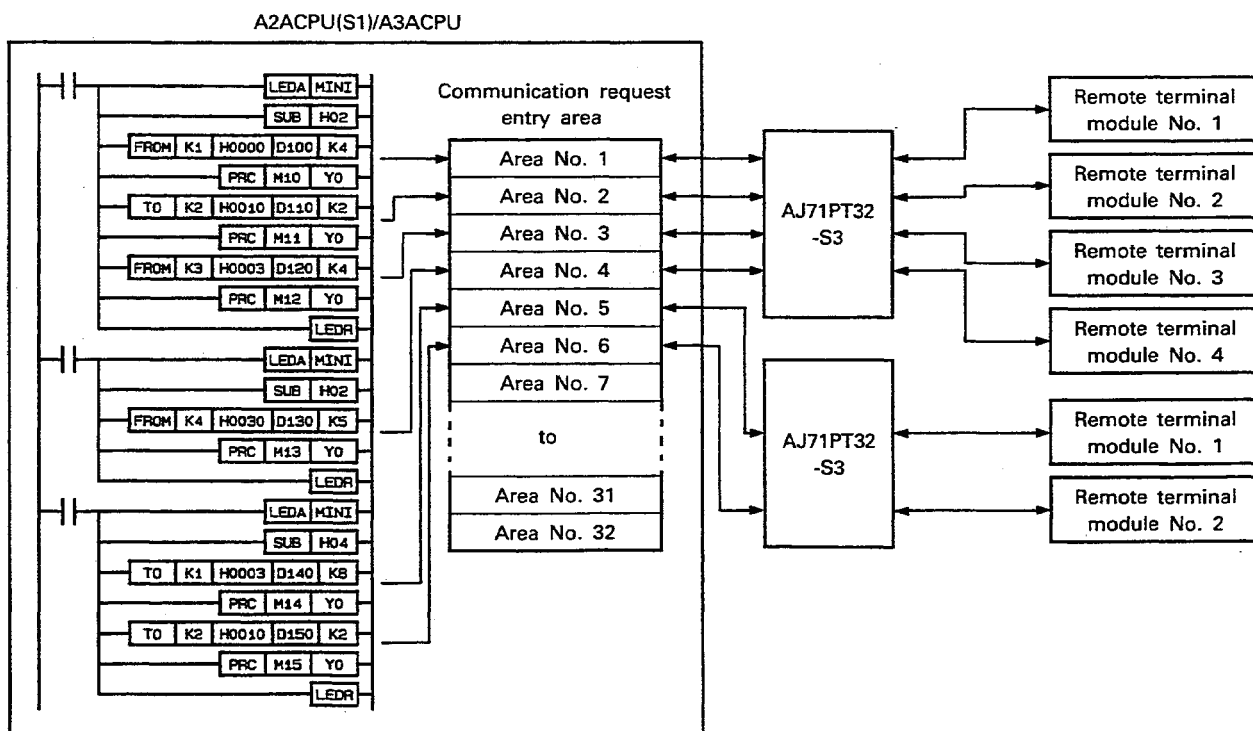 A2ACPU(S1)/A3ACPU
LEDA MINI
SUB H02
FROM K1 H0000 D100 K4
PRC M10 Y0
TO K2 H0010 D110 K2
PRC M11 Y0
FROM K3 H0003 D120 K4
PRC M12 Y0
LEDR
LEDA MINI
SUB H02
FROM K4 H0030 D130 K5
PRC M13 Y0
LEDR
LEDA MINI
SUB H04
TO K1 H0003 D140 K8
PRC M14 Y0
TO K2 H0010 D150 K2
PRC M15 Y0
LEDR
Communication request
entry area
Area No. 1
Area No. 2
Area No. 3
Area No. 4
Area No. 5
Area No. 6
Area No. 7
to
Area No. 31
Area No. 32
AJ71PT32
-S3
AJ71PT32
-S3
Remote terminal
module No. 1
Remote terminal
module No. 2
Remote terminal
module No. 3
Remote terminal
module No. 4
Remote terminal
module No. 1
Remote terminal
module No. 2